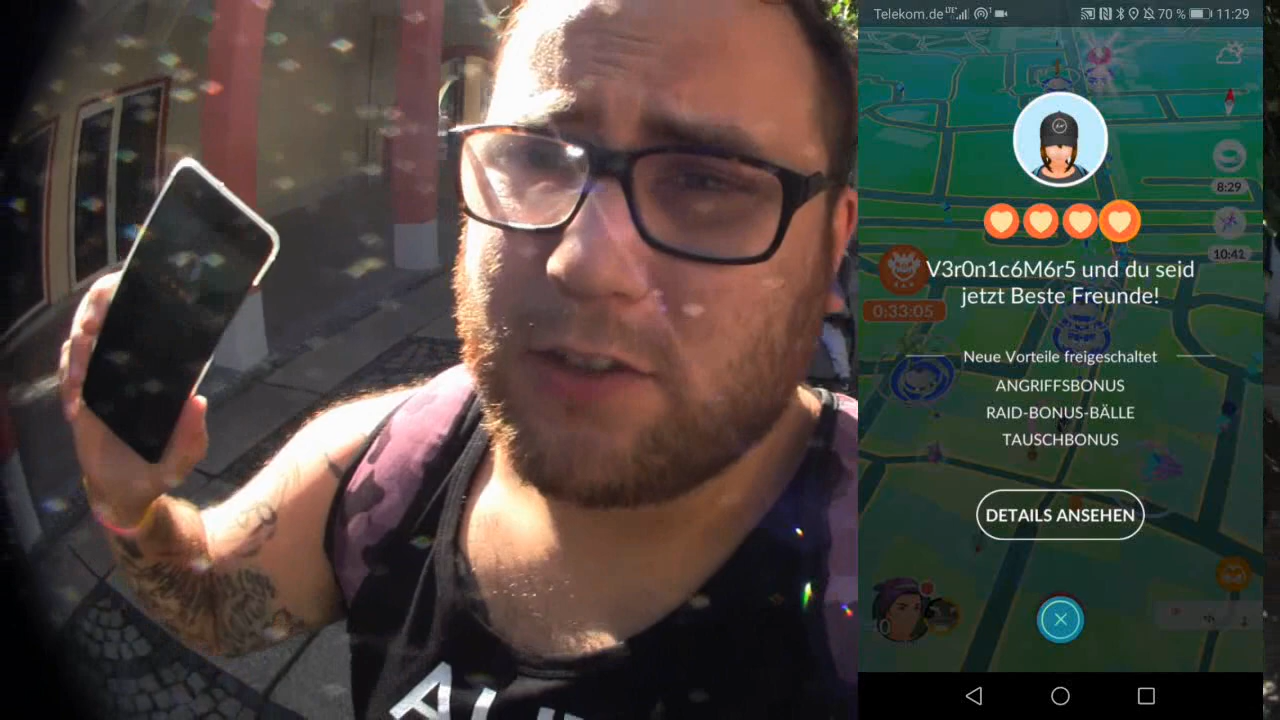 Telekom.de LTE 70 % 11:29
8:29
10:41
V3r0n1c6M6r5 und du seid
jetzt Beste Freunde!
0:33:05
Neue Vorteile freigeschaltet
ANGRIFFSBONUS
RAID-BONUS-BÄLLE
TAUSCHBONUS
DETAILS ANSEHEN